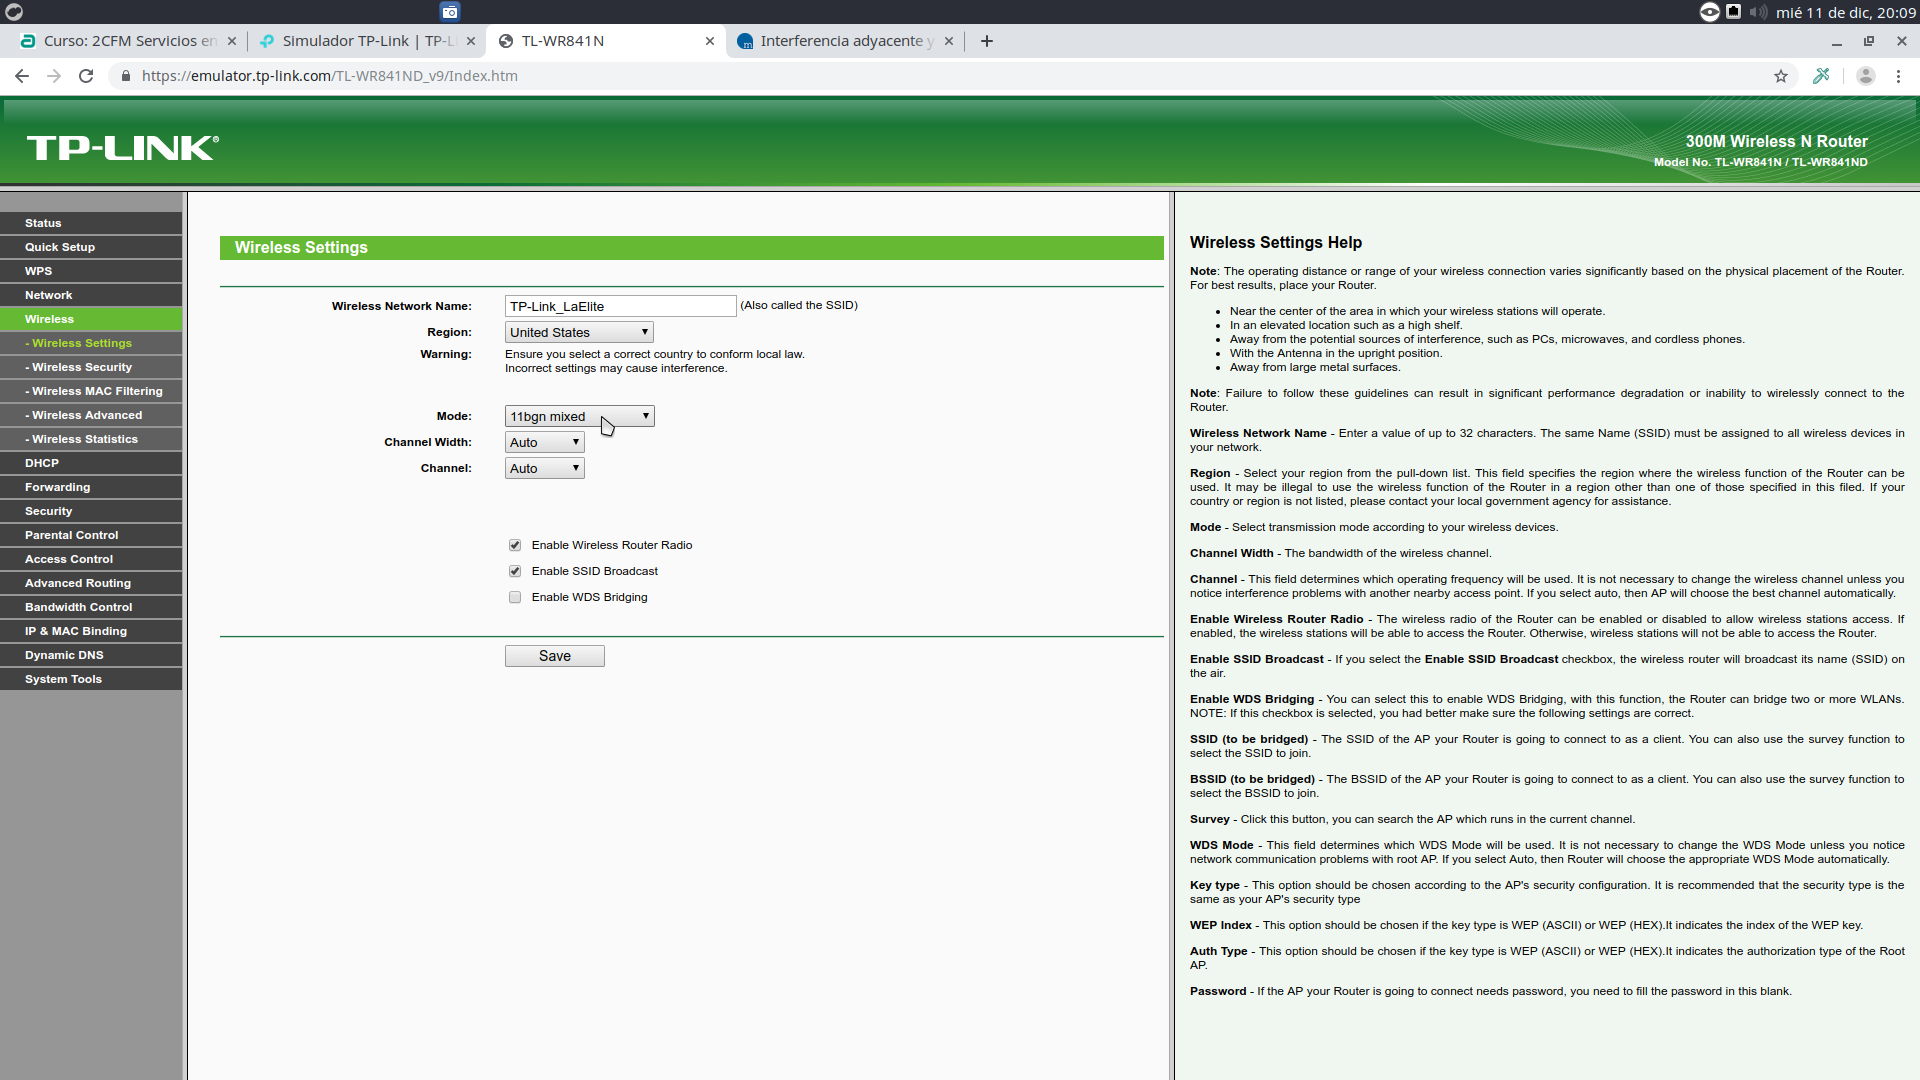 mié 11 de dic, 20:09
Curso: 2CFM Servicios en
Simulador TP-Link | TP-L
TL-WR841N
Interferencia adyacente y
https://emulator.tp-link.com/TL-WR841ND_v9/Index.htm
TP-LINK®
300M Wireless N Router
Model No. TL-WR841N / TL-WR841ND
Status
Quick Setup
WPS
Network
Wireless
- Wireless Settings
- Wireless Security
- Wireless MAC Filtering
- Wireless Advanced
- Wireless Statistics
DHCP
Forwarding
Security
Parental Control
Access Control
Advanced Routing
Bandwidth Control
IP & MAC Binding
Dynamic DNS
System Tools
Wireless Settings
Wireless Network Name: TP-Link_LaElite (Also called the SSID)
Region: United States
Warning: Ensure you select a correct country to conform local law.
Incorrect settings may cause interference.
Mode: 11bgn mixed
Channel Width: Auto
Channel: Auto
Enable Wireless Router Radio
Enable SSID Broadcast
Enable WDS Bridging
Save
Wireless Settings Help
Note: The operating distance or range of your wireless connection varies significantly based on the physical placement of the Router.
For best results, place your Router.
• Near the center of the area in which your wireless stations will operate.
• In an elevated location such as a high shelf.
• Away from the potential sources of interference, such as PCs, microwaves, and cordless phones.
• With the Antenna in the upright position.
• Away from large metal surfaces.
Note: Failure to follow these guidelines can result in significant performance degradation or inability to wirelessly connect to the
Router.
Wireless Network Name - Enter a value of up to 32 characters. The same Name (SSID) must be assigned to all wireless devices in
your network.
Region - Select your region from the pull-down list. This field specifies the region where the wireless function of the Router can be
used. It may be illegal to use the wireless function of the Router in a region other than one of those specified in this filed. If your
country or region is not listed, please contact your local government agency for assistance.
Mode - Select transmission mode according to your wireless devices.
Channel Width - The bandwidth of the wireless channel.
Channel - This field determines which operating frequency will be used. It is not necessary to change the wireless channel unless you
notice interference problems with another nearby access point. If you select auto, then AP will choose the best channel automatically.
Enable Wireless Router Radio - The wireless radio of the Router can be enabled or disabled to allow wireless stations access. If
enabled, the wireless stations will be able to access the Router. Otherwise, wireless stations will not be able to access the Router.
Enable SSID Broadcast - If you select the Enable SSID Broadcast checkbox, the wireless router will broadcast its name (SSID) on
the air.
Enable WDS Bridging - You can select this to enable WDS Bridging, with this function, the Router can bridge two or more WLANs.
NOTE: If this checkbox is selected, you had better make sure the following settings are correct.
SSID (to be bridged) - The SSID of the AP your Router is going to connect to as a client. You can also use the survey function to
select the SSID to join.
BSSID (to be bridged) - The BSSID of the AP your Router is going to connect to as a client. You can also use the survey function to
select the BSSID to join.
Survey - Click this button, you can search the AP which runs in the current channel.
WDS Mode - This field determines which WDS Mode will be used. It is not necessary to change the WDS Mode unless you notice
network communication problems with root AP. If you select Auto, then Router will choose the appropriate WDS Mode automatically.
Key type - This option should be chosen according to the AP's security configuration. It is recommended that the security type is the
same as your AP's security type
WEP Index - This option should be chosen if the key type is WEP (ASCII) or WEP (HEX).It indicates the index of the WEP key.
Auth Type - This option should be chosen if the key type is WEP (ASCII) or WEP (HEX).It indicates the authorization type of the Root
AP.
Password - If the AP your Router is going to connect needs password, you need to fill the password in this blank.